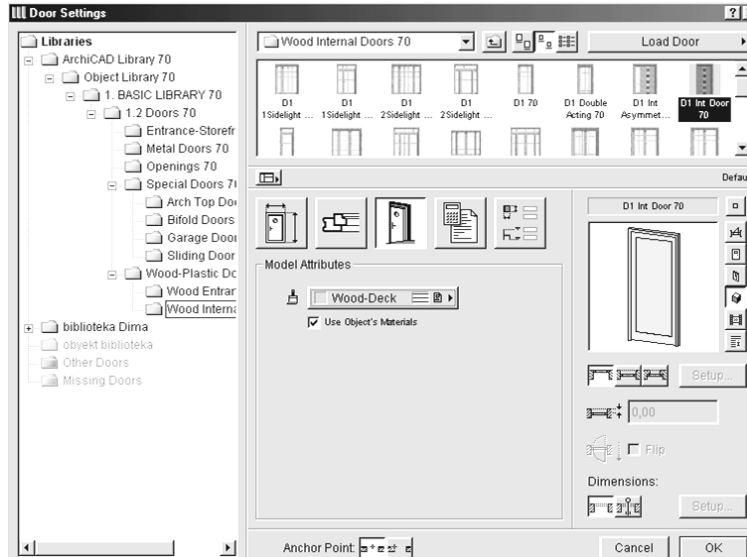 Door Settings
Libraries
ArchiCAD Library 70
Object Library 70
1. BASIC LIBRARY 70
1.2 Doors 70
Entrance-Storefr
Metal Doors 70
Openings 70
Special Doors 7
Arch Top Do
Bifold Doors
Garage Door
Sliding Door
Wood-Plastic Do
Wood Entran
Wood Interna
biblioteka Dima
obyekt biblioteka
Other Doors
Missing Doors
Wood Internal Doors 70
Load Door
D1 1Sidelight ...
D1 1Sidelight ...
D1 2Sidelight ...
D1 2Sidelight ...
D1 70
D1 Double Acting 70
D1 Int Asymmet...
D1 Int Door 70
Defau
Model Attributes
Wood-Deck
Use Object's Materials
D1 Int Door 70
Setup...
0,00
Flip
Dimensions:
Setup...
Anchor Point:
Cancel
OK